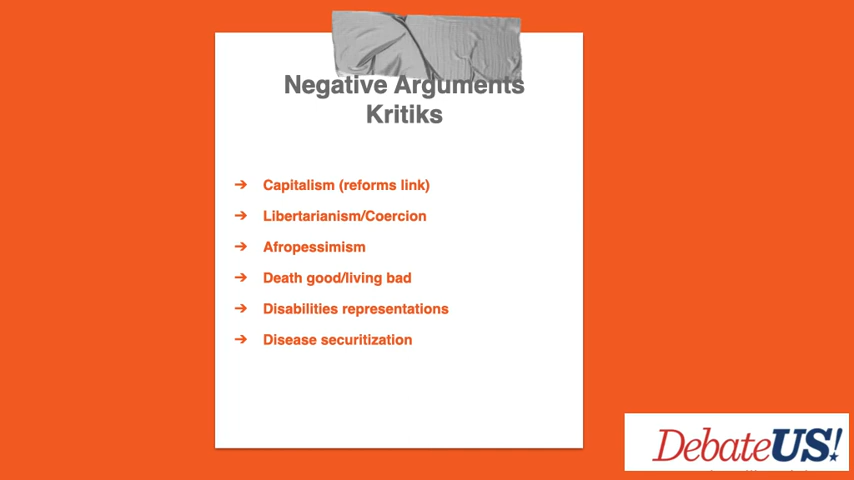 Negative Arguments
Kritiks
➔ Capitalism (reforms link)
➔ Libertarianism/Coercion
➔ Afropessimism
➔ Death good/living bad
➔ Disabilities representations
➔ Disease securitization
DebateUS!